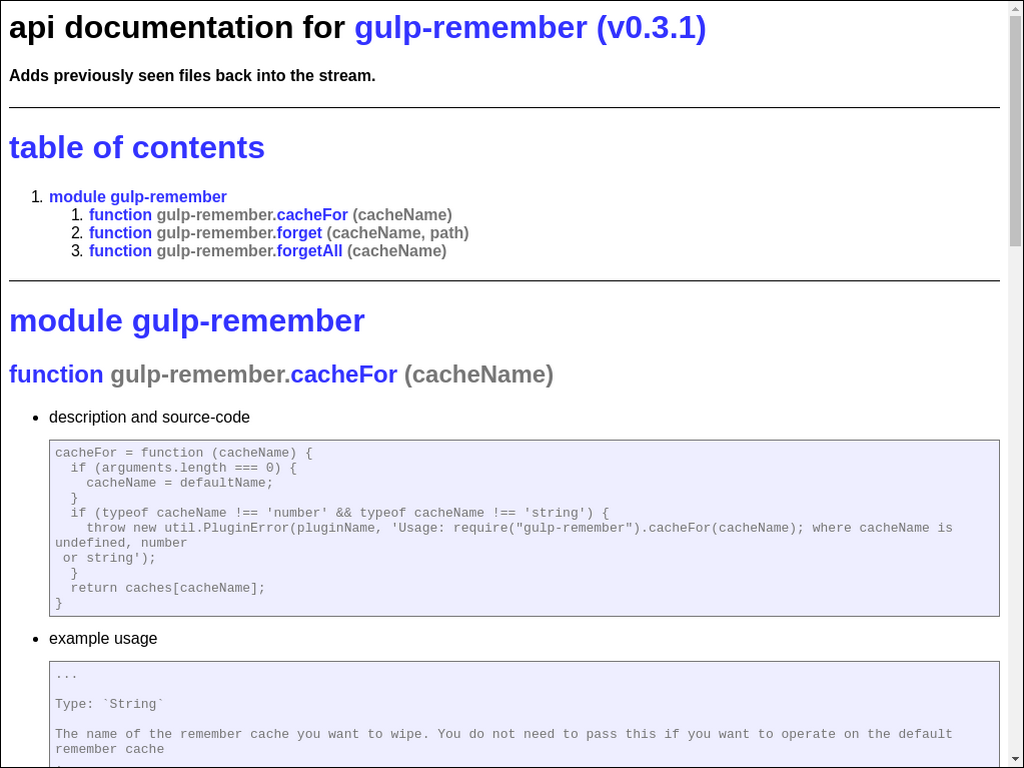 api documentation for gulp-remember (v0.3.1)
Adds previously seen files back into the stream.
table of contents
1. module gulp-remember
1. function gulp-remember.cacheFor (cacheName)
2. function gulp-remember.forget (cacheName, path)
3. function gulp-remember.forgetAll (cacheName)
module gulp-remember
function gulp-remember.cacheFor (cacheName)
• description and source-code
cacheFor = function (cacheName) {
  if (arguments.length === 0) {
    cacheName = defaultName;
  }
  if (typeof cacheName !== 'number' && typeof cacheName !== 'string') {
    throw new util.PluginError(pluginName, 'Usage: require("gulp-remember").cacheFor(cacheName); where cacheName is
undefined, number
 or string');
  }
  return caches[cacheName];
}
• example usage
...
Type: `String`
The name of the remember cache you want to wipe. You do not need to pass this if you want to operate on the default
remember cache